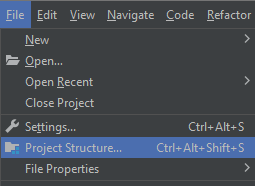 File Edit View Navigate Code Refactor
New
Open...
Open Recent
Close Project
Settings... Ctrl+Alt+S
Project Structure... Ctrl+Alt+Shift+S
File Properties